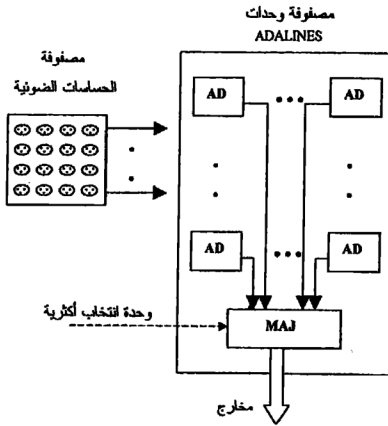 مصفوفة وحدات
ADALINES
مصفوفة
الحساسات الضوئية
AD
AD
AD
AD
وحدة انتخاب أكثرية
MAJ
مخارج